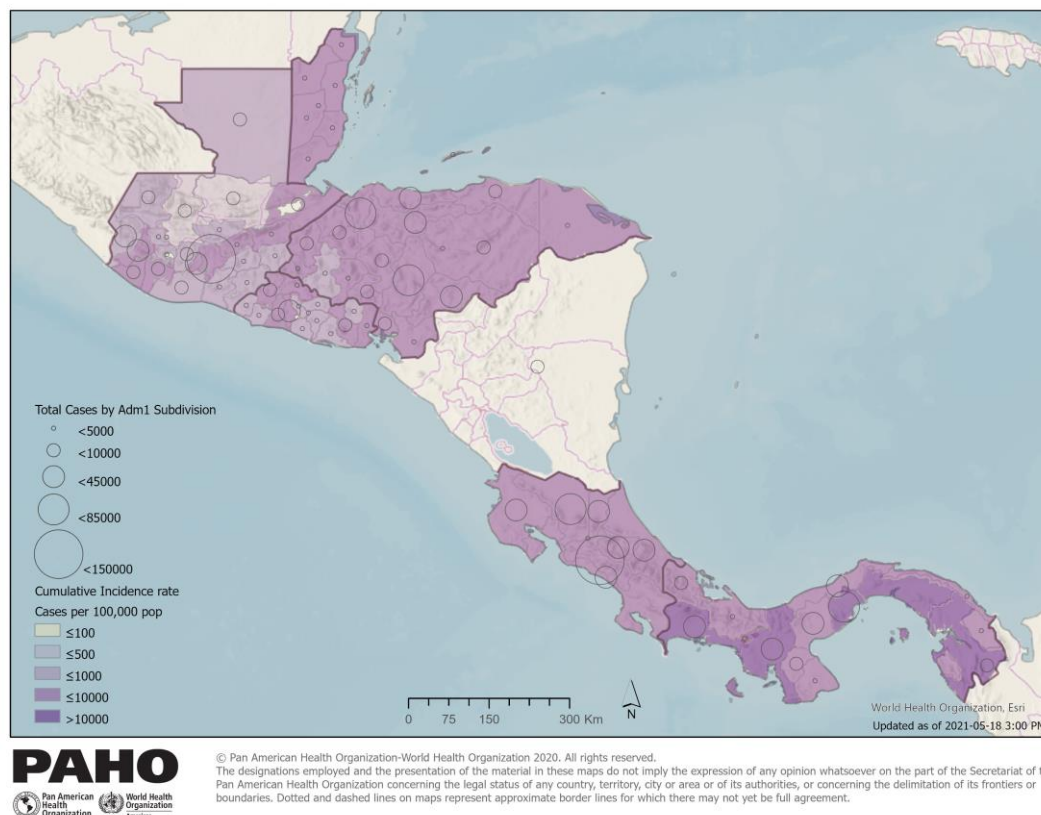 Total Cases by Adm1 Subdivision
<5000
<10000
<45000
<85000
<150000
Cumulative Incidence rate
Cases per 100,000 pop
≤100
≤500
≤1000
≤10000
>10000
0 75 150 300 Km
N
World Health Organization, Esri
Updated as of 2021-05-18 3:00 PM
PAHO
Pan American
Health
Organization
World Health
Organization
© Pan American Health Organization-World Health Organization 2020. All rights reserved.
The designations employed and the presentation of the material in these maps do not imply the expression of any opinion whatsoever on the part of the Secretariat of t
Pan American Health Organization concerning the legal status of any country, territory, city or area or of its authorities, or concerning the delimitation of its frontiers or
boundaries. Dotted and dashed lines on maps represent approximate border lines for which there may not yet be full agreement.